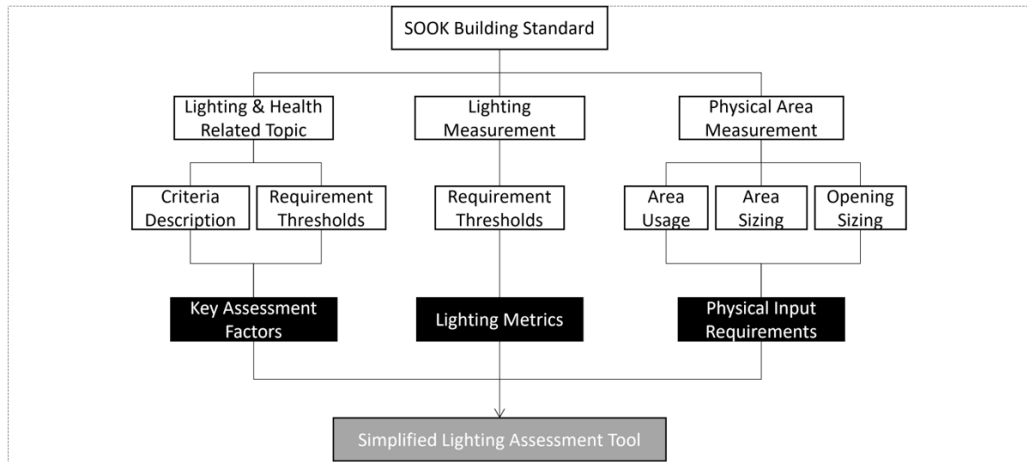 SOOK Building Standard
Lighting & Health
Related Topic
Lighting
Measurement
Physical Area
Measurement
Criteria
Description
Requirement
Thresholds
Requirement
Thresholds
Area
Usage
Area
Sizing
Opening
Sizing
Key Assessment
Factors
Lighting Metrics
Physical Input
Requirements
Simplified Lighting Assessment Tool